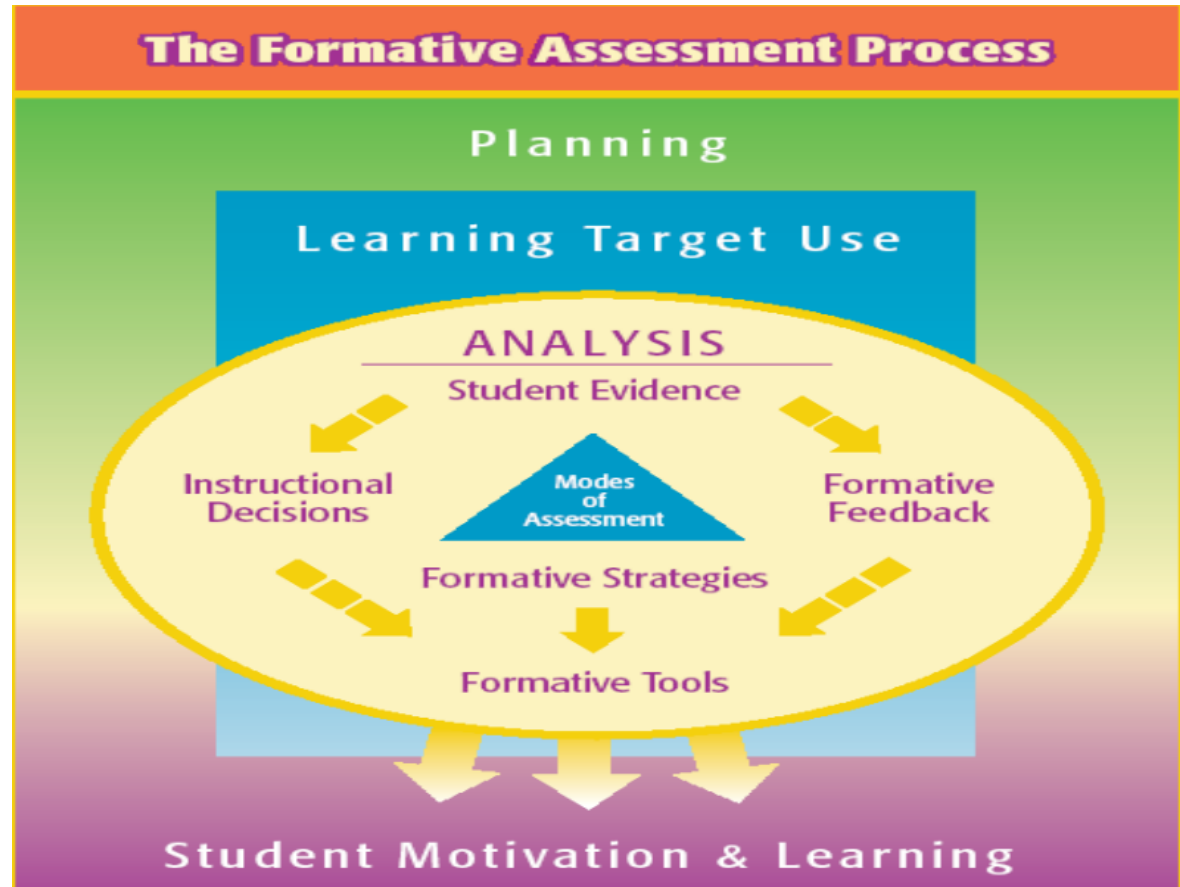 The Formative Assessment Process
Planning
Learning Target Use
ANALYSIS
Student Evidence
Instructional
Decisions
Modes
of
Assessment
Formative
Feedback
Formative Strategies
Formative Tools
Student Motivation & Learning